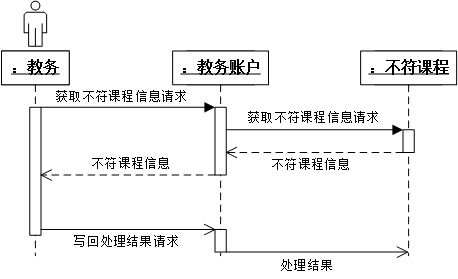 ：教务
：教务账户
：不符课程
获取不符课程信息请求
获取不符课程信息请求
不符课程信息
不符课程信息
写回处理结果请求
处理结果